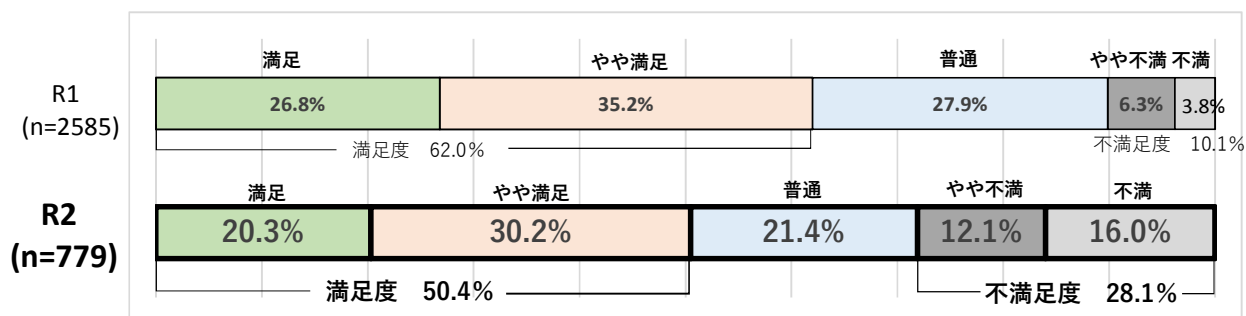 満足 やや満足 普通 やや不満 不満
R1
(n=2585)
26.8% 35.2% 27.9% 6.3% 3.8%
満足度 62.0% 不満足度 10.1%
満足 やや満足 普通 やや不満 不満
R2
(n=779)
20.3% 30.2% 21.4% 12.1% 16.0%
満足度 50.4% 不満足度 28.1%